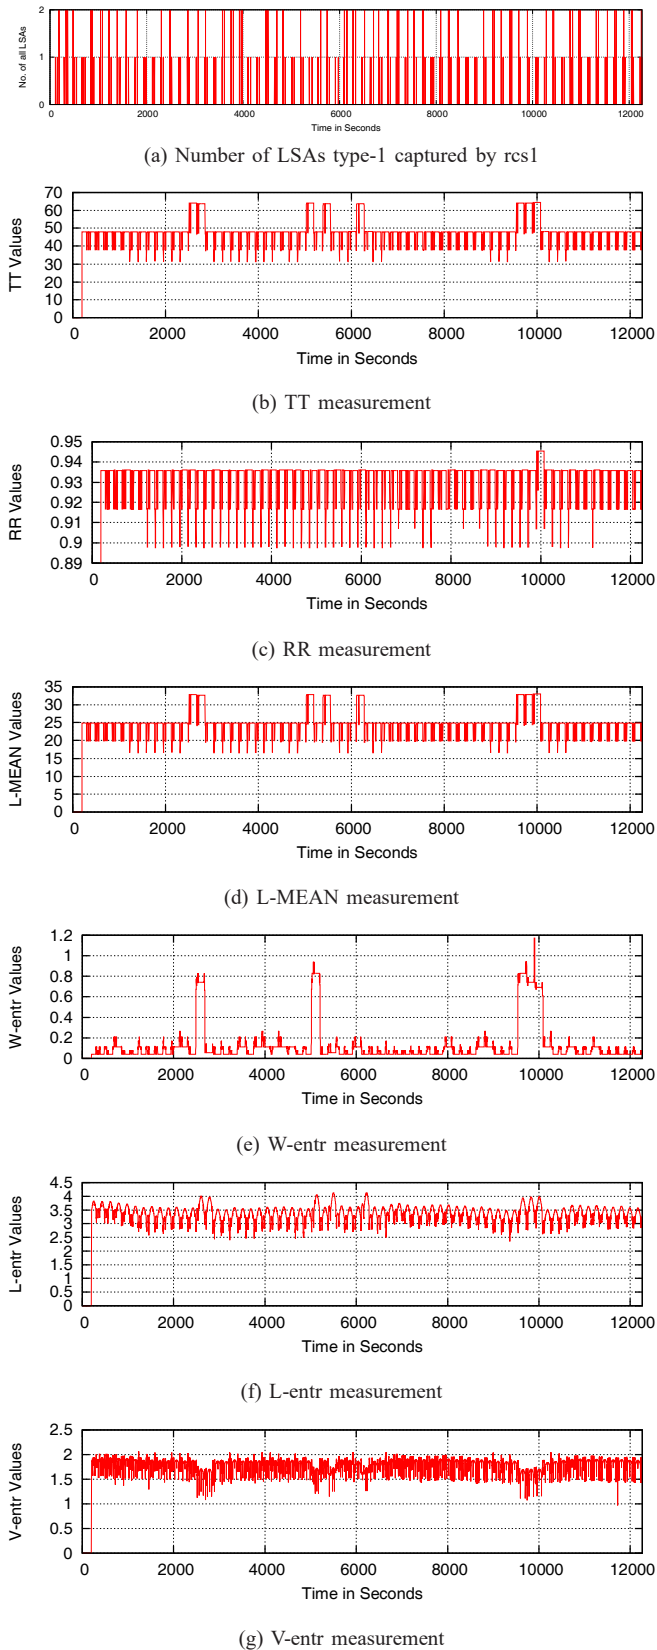 2
1
0
No. of all LSAs
0 2000 4000 6000 8000 10000 12000
Time in Seconds
(a) Number of LSAs type-1 captured by rcs1
70
60
50
40
30
20
10
0
TT Values
0 2000 4000 6000 8000 10000 12000
Time in Seconds
(b) TT measurement
0.95
0.94
0.93
0.92
0.91
0.9
0.89
RR Values
0 2000 4000 6000 8000 10000 12000
Time in Seconds
(c) RR measurement
35
30
25
20
15
10
5
0
L-MEAN Values
0 2000 4000 6000 8000 10000 12000
Time in Seconds
(d) L-MEAN measurement
1.2
1
0.8
0.6
0.4
0.2
0
W-entr Values
0 2000 4000 6000 8000 10000 12000
Time in Seconds
(e) W-entr measurement
4.5
4
3.5
3
2.5
2
1.5
1
0.5
0
L-entr Values
0 2000 4000 6000 8000 10000 12000
Time in Seconds
(f) L-entr measurement
2.5
2
1.5
1
0.5
0
V-entr Values
0 2000 4000 6000 8000 10000 12000
Time in Seconds
(g) V-entr measurement